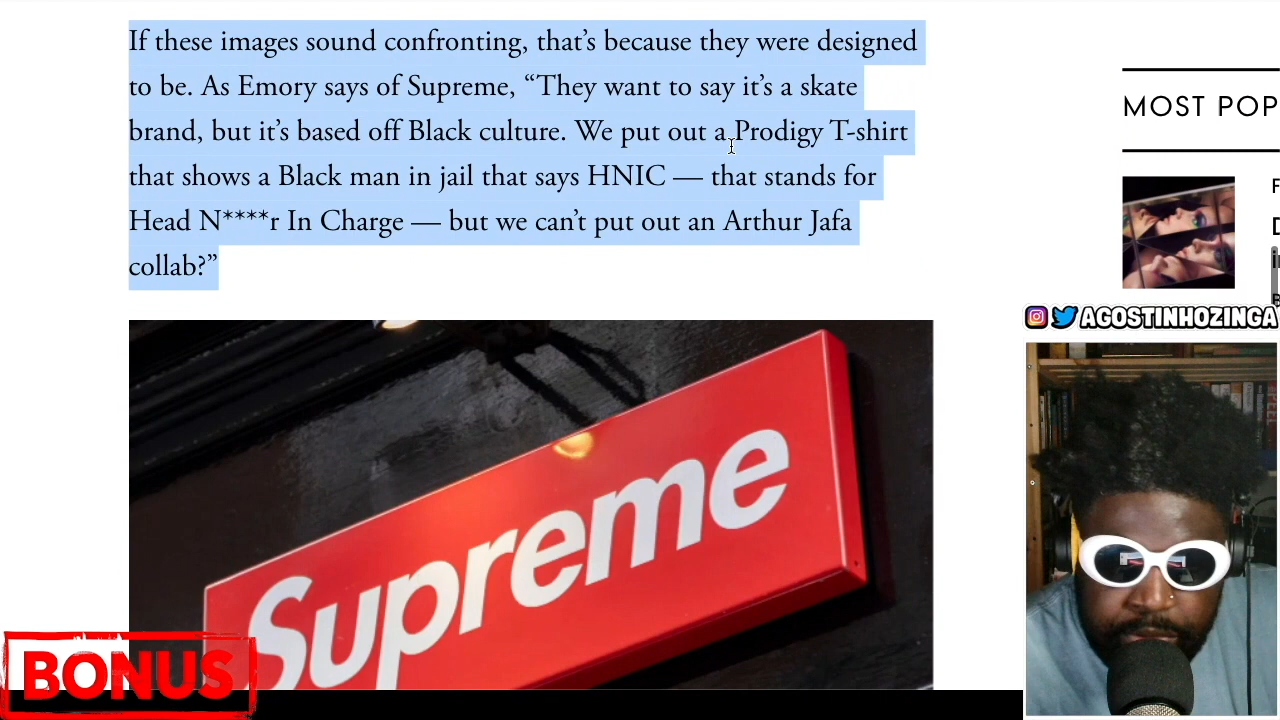 If these images sound confronting, that’s because they were designed
to be. As Emory says of Supreme, “They want to say it’s a skate
brand, but it’s based off Black culture. We put out a Prodigy T-shirt
that shows a Black man in jail that says HNIC — that stands for
Head N****r In Charge — but we can’t put out an Arthur Jafa
collab?”
MOST POP
AGOSTINHOZINGA
Supreme
BONUS